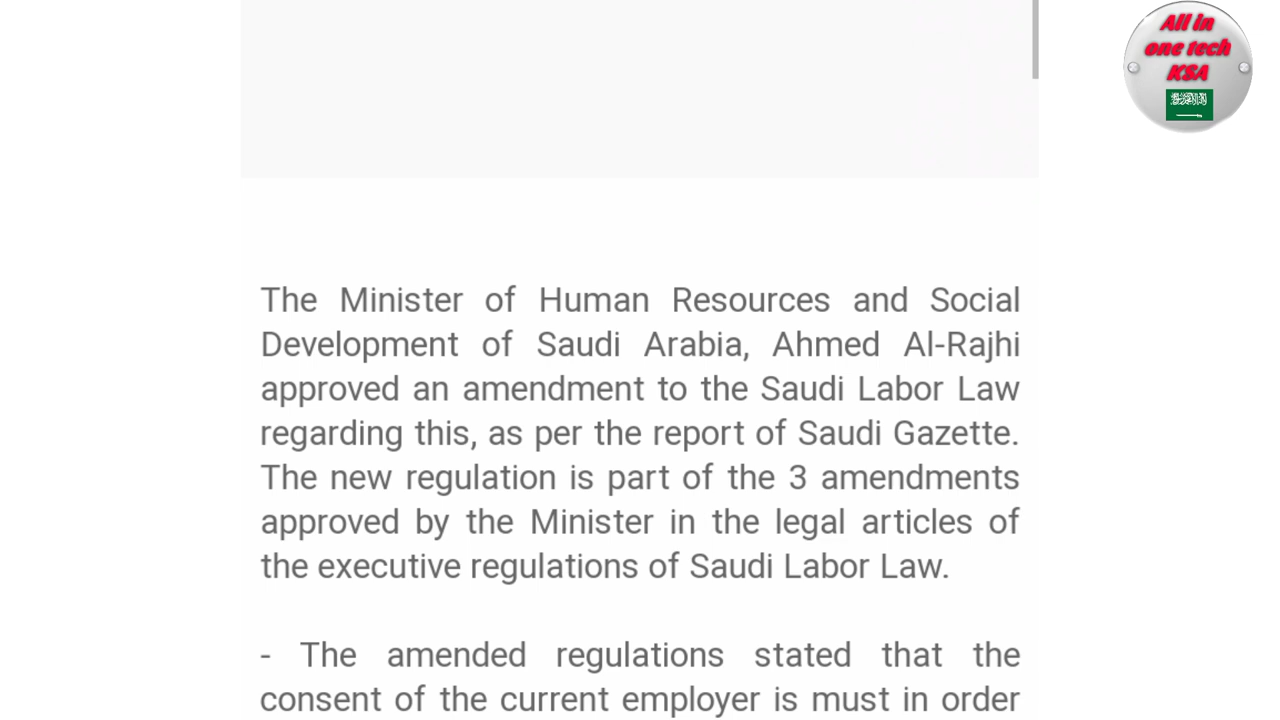 All in
one tech
KSA
The Minister of Human Resources and Social
Development of Saudi Arabia, Ahmed Al-Rajhi
approved an amendment to the Saudi Labor Law
regarding this, as per the report of Saudi Gazette.
The new regulation is part of the 3 amendments
approved by the Minister in the legal articles of
the executive regulations of Saudi Labor Law.
- The amended regulations stated that the
consent of the current employer is must in order